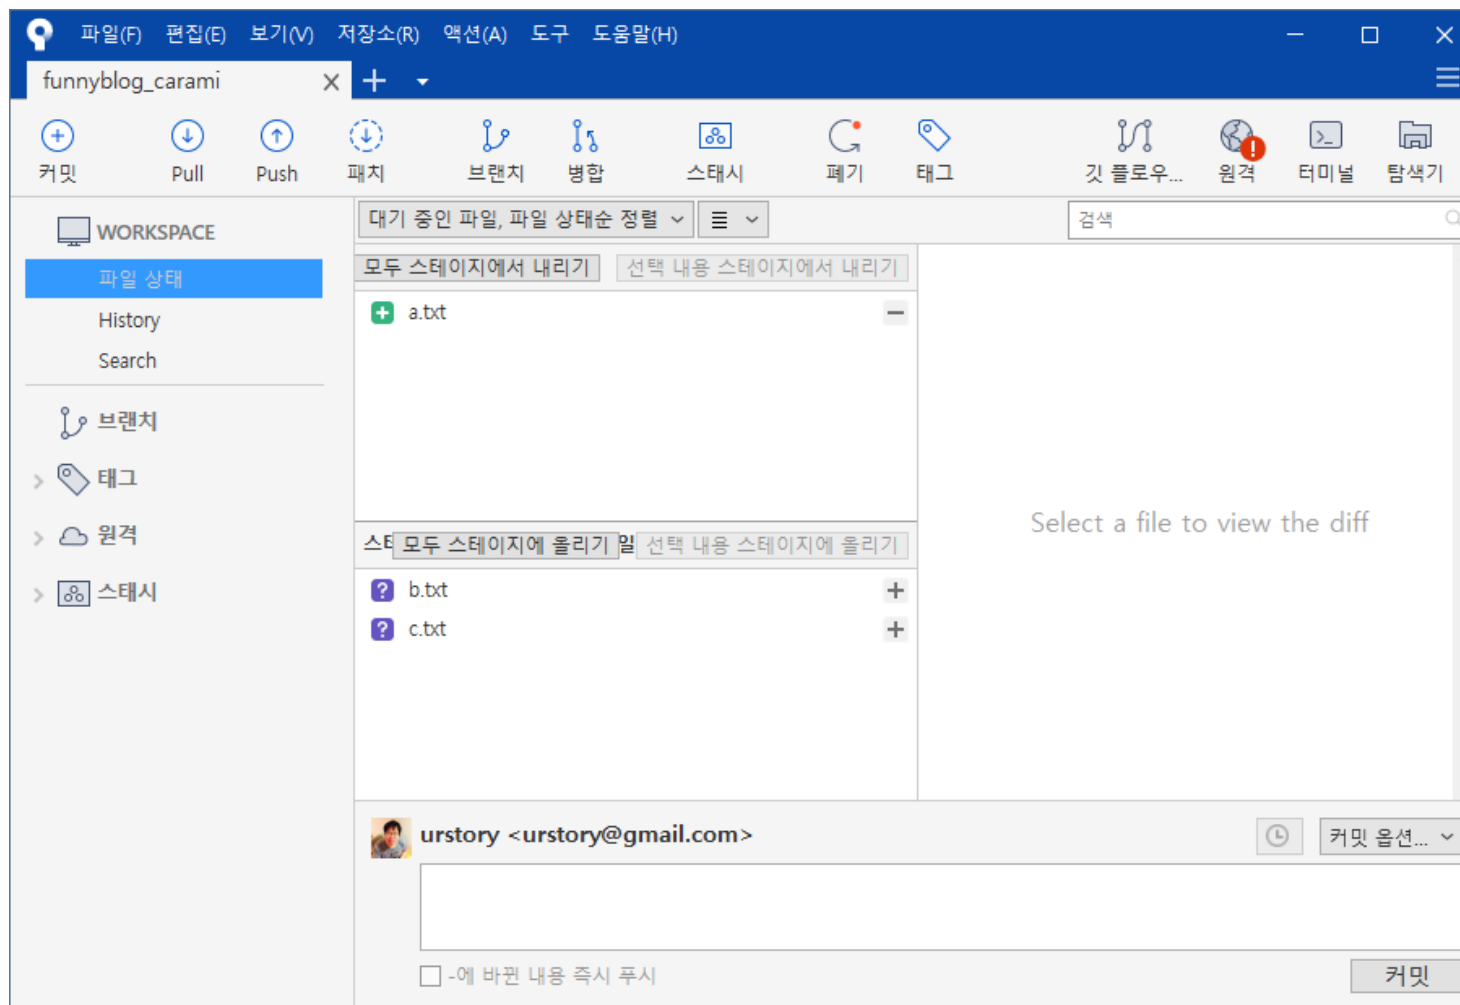 파일(F) 편집(E) 보기(V) 저장소(R) 액션(A) 도구 도움말(H)
funnyblog_carami
커밋 Pull Push 패치 브랜치 병합 스태시 폐기 태그 깃 플로우... 원격 터미널 탐색기
WORKSPACE
파일 상태
History
Search
브랜치
태그
원격
스태시
대기 중인 파일, 파일 상태순 정렬
검색
모두 스테이지에서 내리기 선택 내용 스테이지에서 내리기
a.txt
스테 모두 스테이지에 올리기 일 선택 내용 스테이지에 올리기
b.txt
c.txt
Select a file to view the diff
urstory <urstory@gmail.com>
커밋 옵션...
-에 바뀐 내용 즉시 푸시
커밋